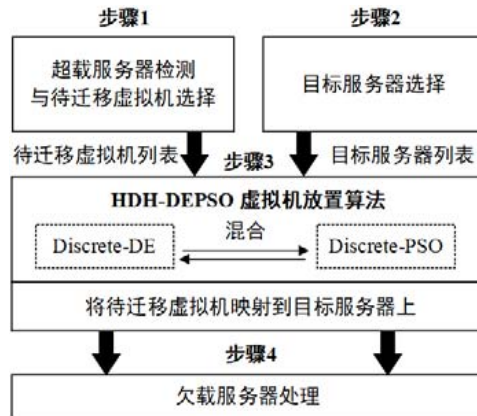 步骤1
步骤2
超载服务器检测
与待迁移虚拟机选择
目标服务器选择
待迁移虚拟机列表
目标服务器列表
步骤3
HDH-DEPSO 虚拟机放置算法
Discrete-DE
混合
Discrete-PSO
将待迁移虚拟机映射到目标服务器上
步骤4
欠载服务器处理